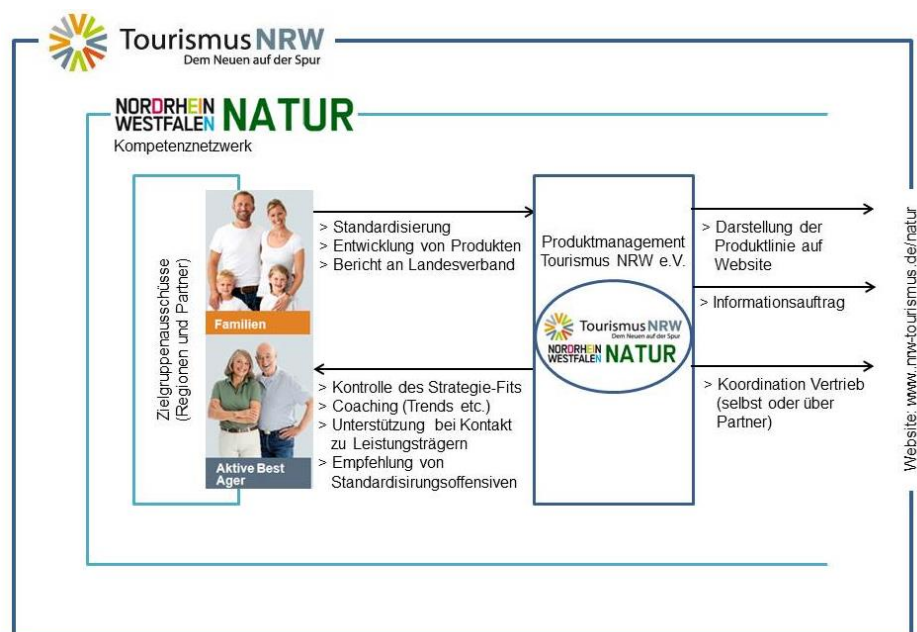 Tourismus NRW
Dem Neuen auf der Spur
NORDRHEIN
WESTFALEN NATUR
Kompetenznetzwerk
Zielgruppenausschüsse
(Regionen und Partner)
Familien
Aktive Best
Ager
> Standardisierung
> Entwicklung von Produkten
> Bericht an Landesverband
> Kontrolle des Strategie-Fits
> Coaching (Trends etc.)
> Unterstützung bei Kontakt
zu Leistungsträgern
> Empfehlung von
Standardisirungsoffensiven
Produktmanagement
Tourismus NRW e.V.
Tourismus NRW
Dem Neuen auf der Spur
NORDRHEIN
WESTFALEN NATUR
> Darstellung der
Produktlinie auf
Website
> Informationsauftrag
> Koordination Vertrieb
(selbst oder über
Partner)
Website: www.nrw-tourismus.de/natur